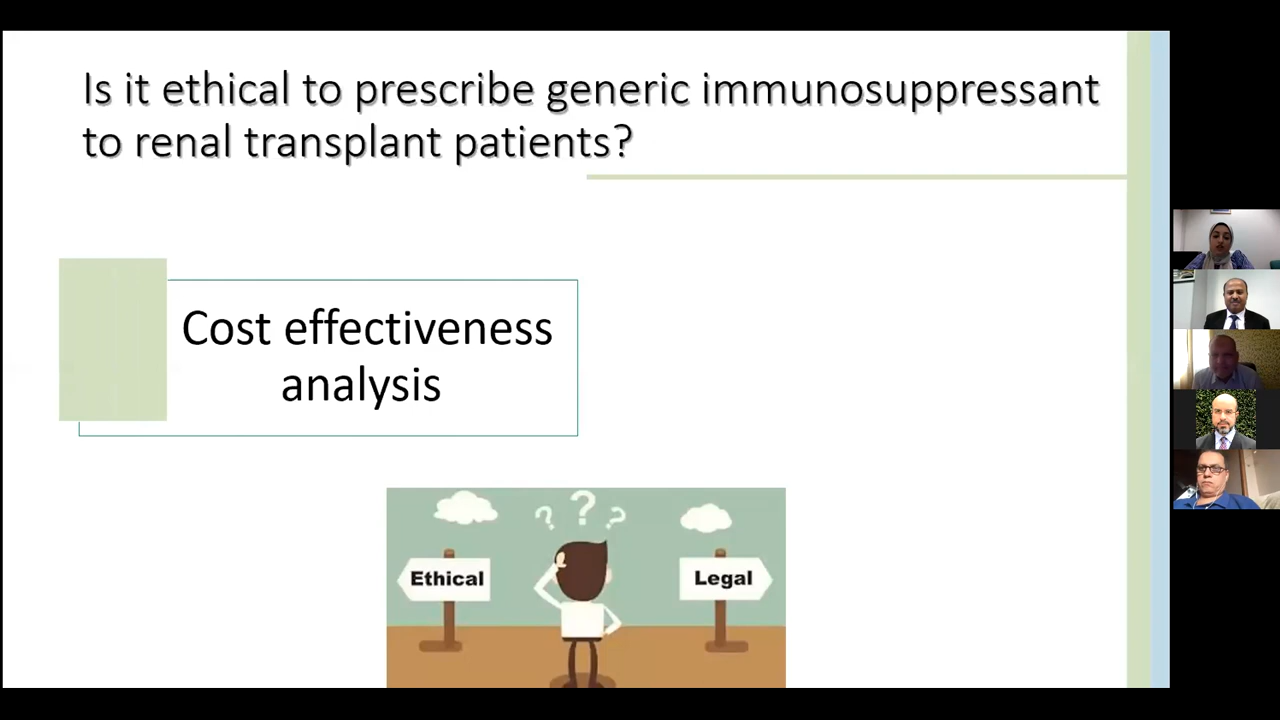 Is it ethical to prescribe generic immunosuppressant
to renal transplant patients?
Cost effectiveness
analysis
? ? ?
Ethical
Legal